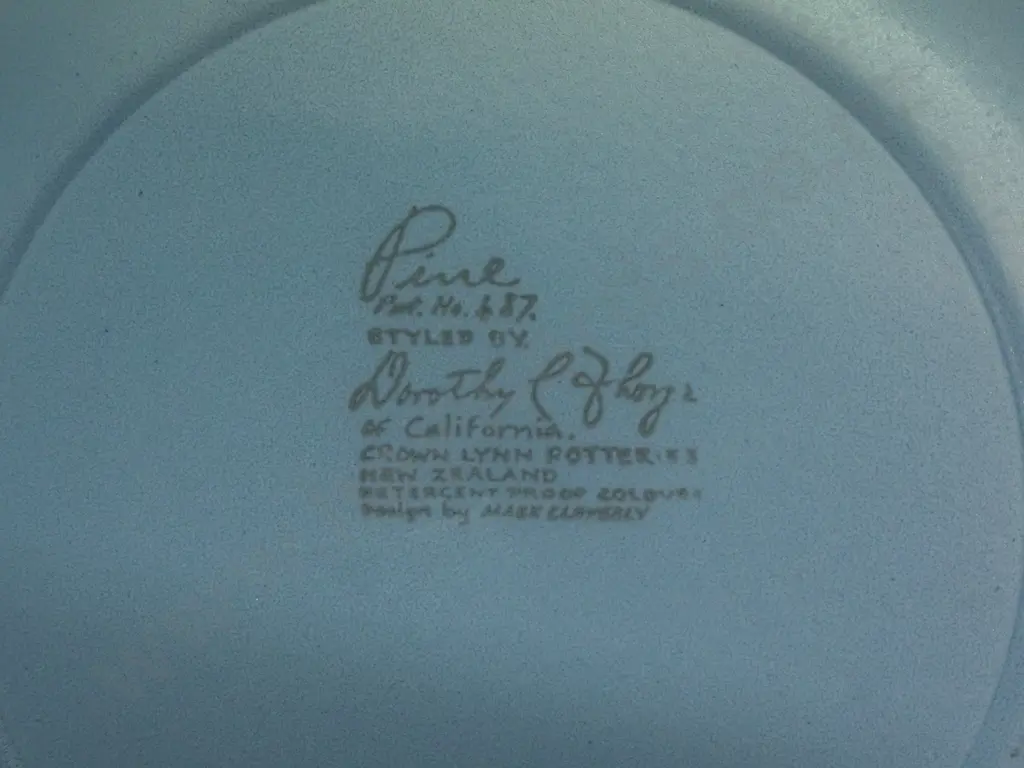 Pine
Pat. No. 687.
STYLED BY
Dorothy C Thorpe
of California.
CROWN LYNN POTTERIES
NEW ZEALAND
DETERGENT PROOF COLOURS
Design by MARK CLEVERLY